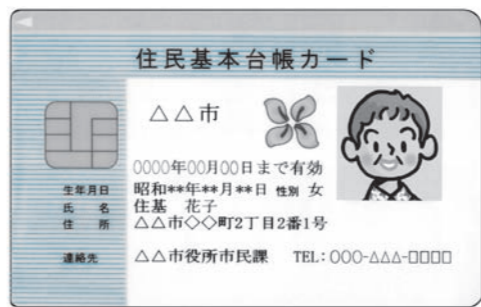 住民基本台帳カード
△△市
0000年00月00日まで有効
生年月日 昭和**年**月**日 性別 女
氏 名 住基 花子
住 所 △△市◇◇町2丁目2番1号
連絡先 △△市役所市民課 TEL:○○○-△△△-□□□□